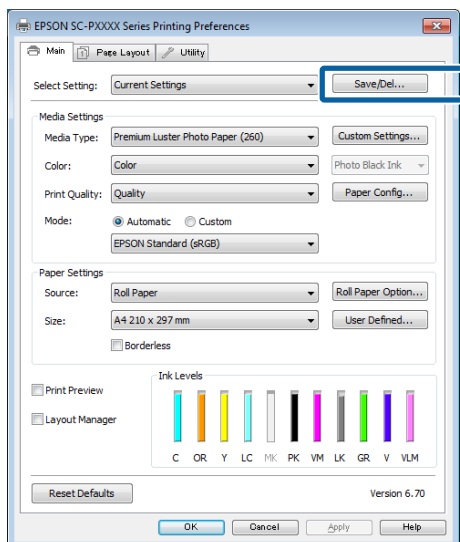 EPSON SC-PXXXX Series Printing Preferences
Main Page Layout Utility
Select Setting: Current Settings Save/Del...
Media Settings
Media Type: Premium Luster Photo Paper (260) Custom Settings...
Color: Color Photo Black Ink
Print Quality: Quality Paper Config...
Mode: Automatic Custom
EPSON Standard (sRGB)
Paper Settings
Source: Roll Paper Roll Paper Option...
Size: A4 210 x 297 mm User Defined...
Borderless
Ink Levels
Print Preview
Layout Manager
C OR Y LC MK PK VM LK GR V VLM
Reset Defaults Version 6.70
OK Cancel Apply Help